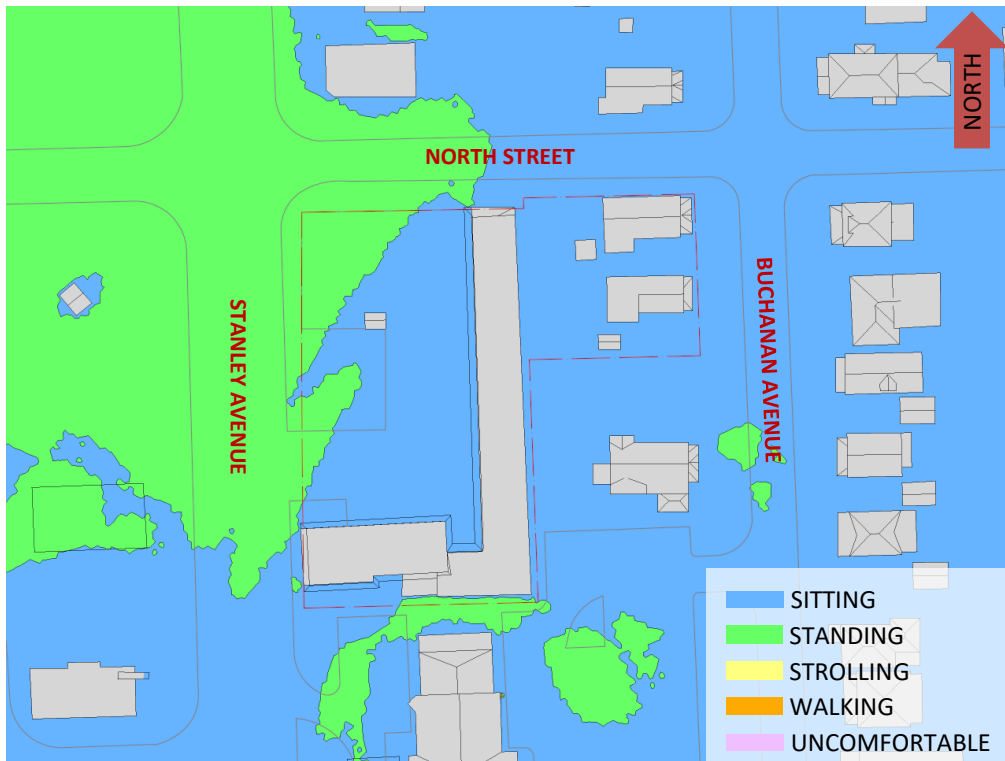 NORTH
NORTH STREET
STANLEY AVENUE
BUCHANAN AVENUE
SITTING
STANDING
STROLLING
WALKING
UNCOMFORTABLE